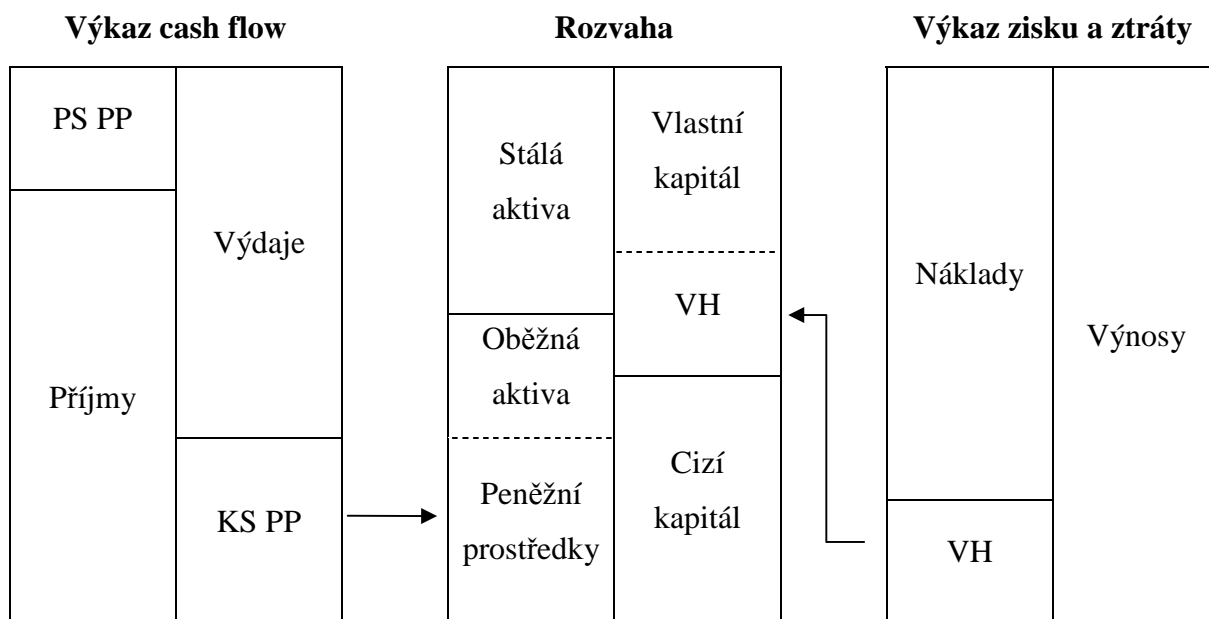 Výkaz cash flow
Rozvaha
Výkaz zisku a ztráty
PS PP
Příjmy
Výdaje
KS PP
Stálá
aktiva
Oběžná
aktiva
Peněžní
prostředky
Vlastní
kapitál
VH
Cizí
kapitál
Náklady
VH
Výnosy